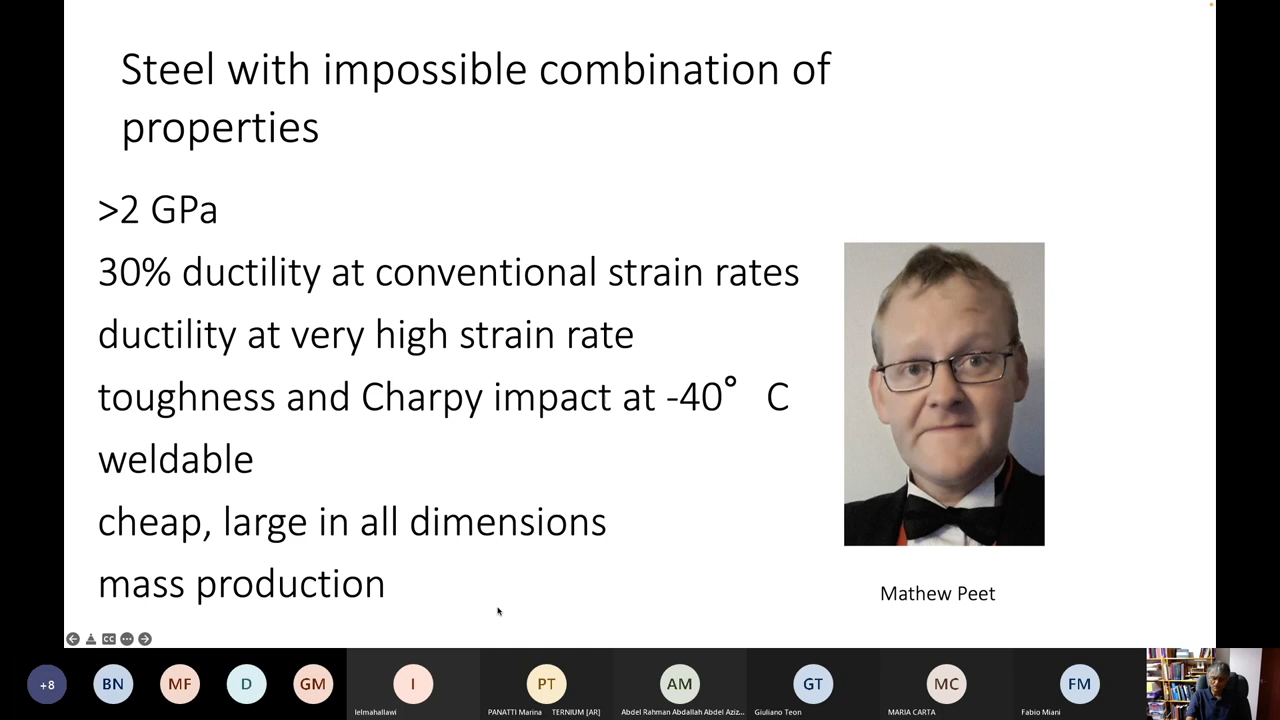 Steel with impossible combination of
properties
>2 GPa
30% ductility at conventional strain rates
ductility at very high strain rate
toughness and Charpy impact at -40° C
weldable
cheap, large in all dimensions
mass production
Mathew Peet
CC
+8
BN
MF
D
GM
I
PT
AM
GT
MC
FM
lelmahallawi
PANATTI Marina TERNIUM [AR]
Abdel Rahman Abdallah Abdel Aziz...
Giuliano Teon
MARIA CARTA
Fabio Miani